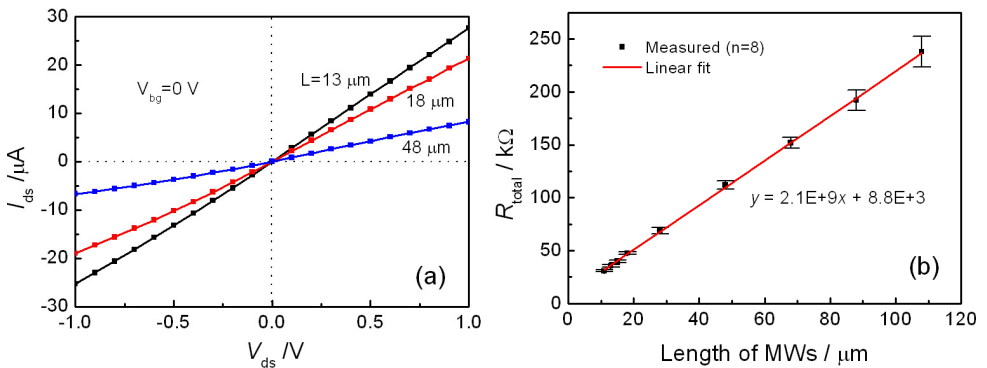 30
20
10
0
-10
-20
-30
I_ds /μA
V_bg=0 V
L=13 μm
18 μm
48 μm
(a)
-1.0 -0.5 0.0 0.5 1.0
V_ds /V
250
200
150
100
50
0
R_total / kΩ
Measured (n=8)
Linear fit
y = 2.1E+9x + 8.8E+3
(b)
0 20 40 60 80 100 120
Length of MWs / μm